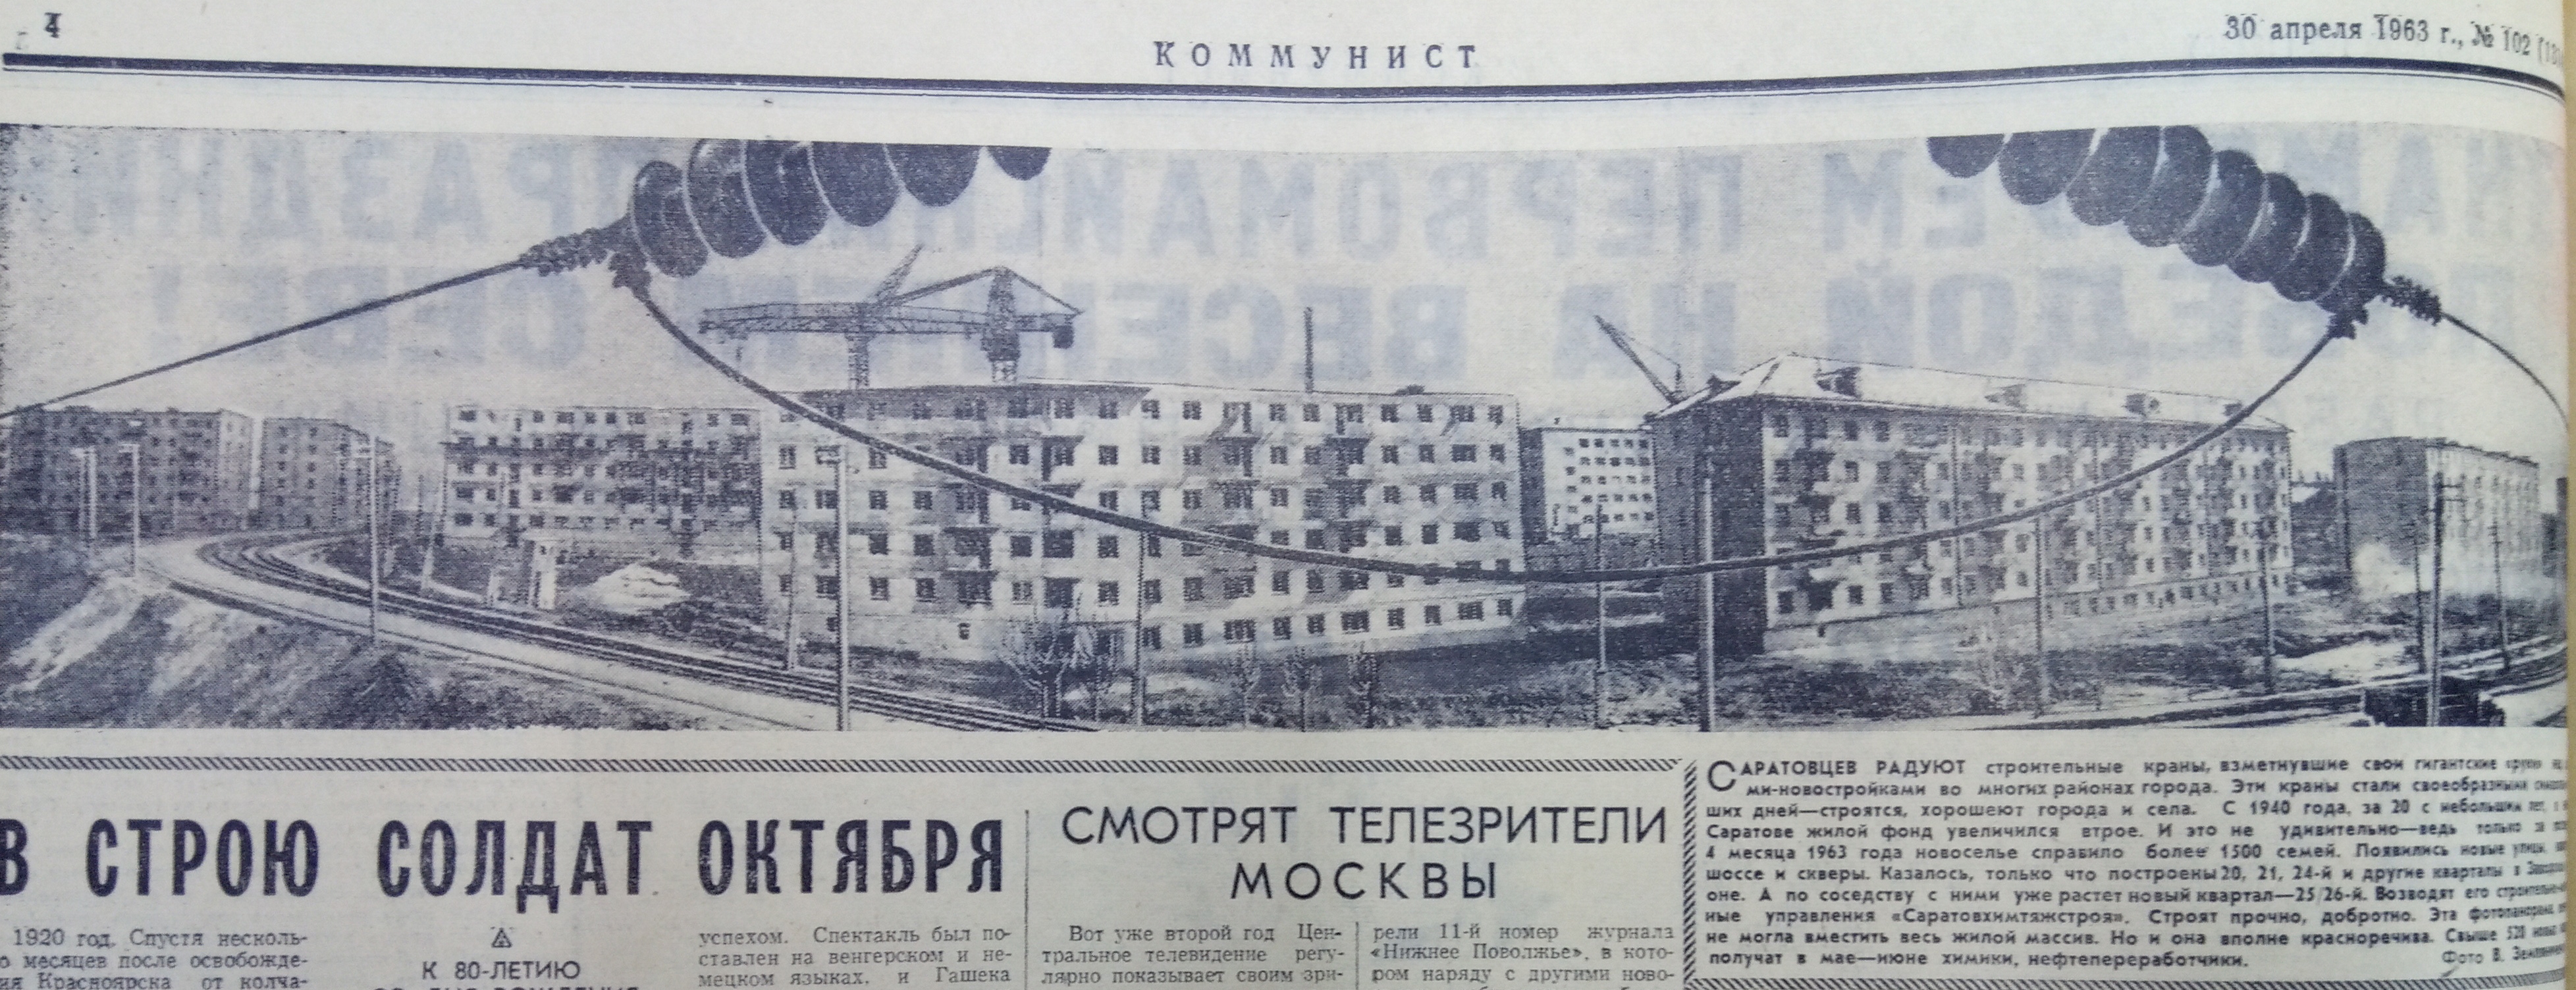 4
КОММУНИСТ
30 апреля 1963 г., № 102
В СТРОЮ СОЛДАТ ОКТЯБРЯ
1920 год. Спустя несколь-
о месяцев после освобожде-
ия Красноярска от колча-
К 80-ЛЕТИЮ
успехом. Спектакль был по-
ставлен на венгерском и не-
мецком языках, и Гашека
СМОТРЯТ ТЕЛЕЗРИТЕЛИ
МОСКВЫ
Вот уже второй год Цен-
тральное телевидение регу-
лярно показывает своим зри-
рели 11-й номер журнала
«Нижнее Поволжье», в кото-
ром наряду с другими ново-
САРАТОВЦЕВ РАДУЮТ строительные краны, взметнувшие свои гигантские
ми-новостройками во многих районах города. Эти краны стали своеобразными
ших дней—строятся, хорошеют города и села. С 1940 года, за 20 с небольшим лет, в
Саратове жилой фонд увеличился втрое. И это не удивительно—ведь только за
4 месяца 1963 года новоселье справило более 1500 семей. Появились новые улицы,
шоссе и скверы. Казалось, только что построены 20, 21, 24-й и другие кварталы в
оне. А по соседству с ними уже растет новый квартал—25/26-й. Возводят его строитель-
ные управления «Саратовхимтяжстроя». Строят прочно, добротно. Эта фотопанорама
не могла вместить весь жилой массив. Но и она вполне красноречива. Свыше 520
получат в мае—июне химики, нефтепереработчики.
Фото В.